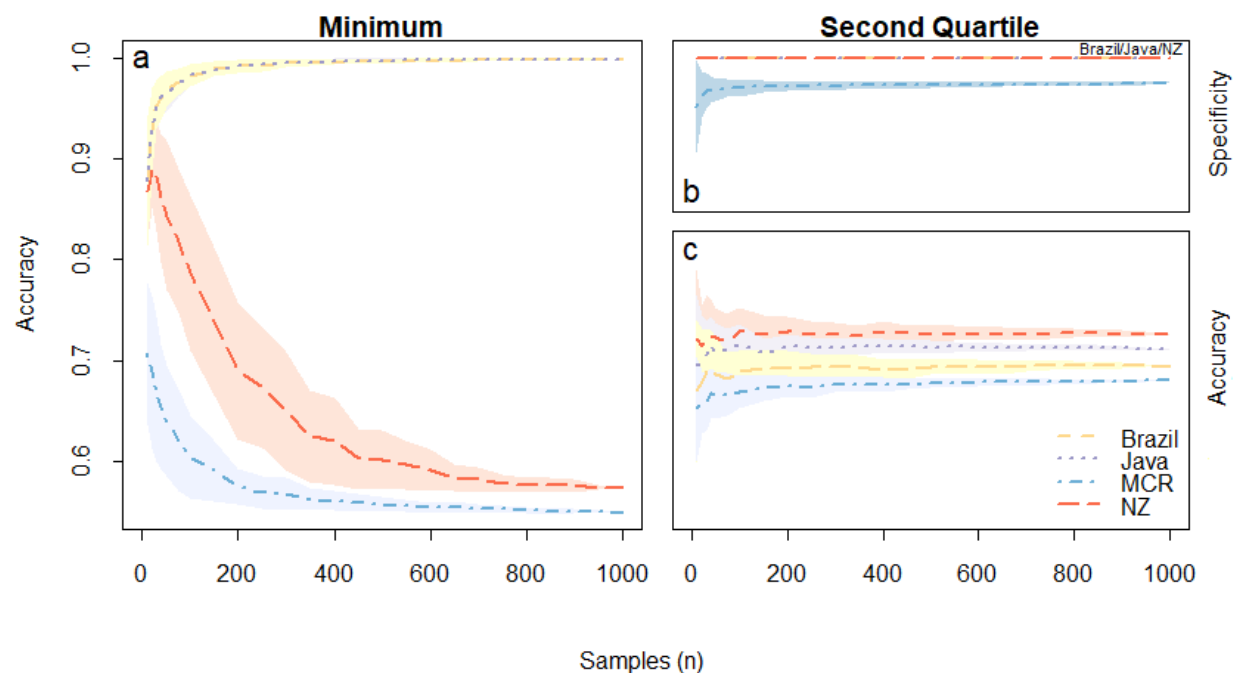 Minimum
Second Quartile
a
Brazil/Java/NZ
b
c
Accuracy
Specificity
Accuracy
1.0
0.9
0.8
0.7
0.6
Brazil
Java
MCR
NZ
0 200 400 600 800 1000
0 200 400 600 800 1000
Samples (n)